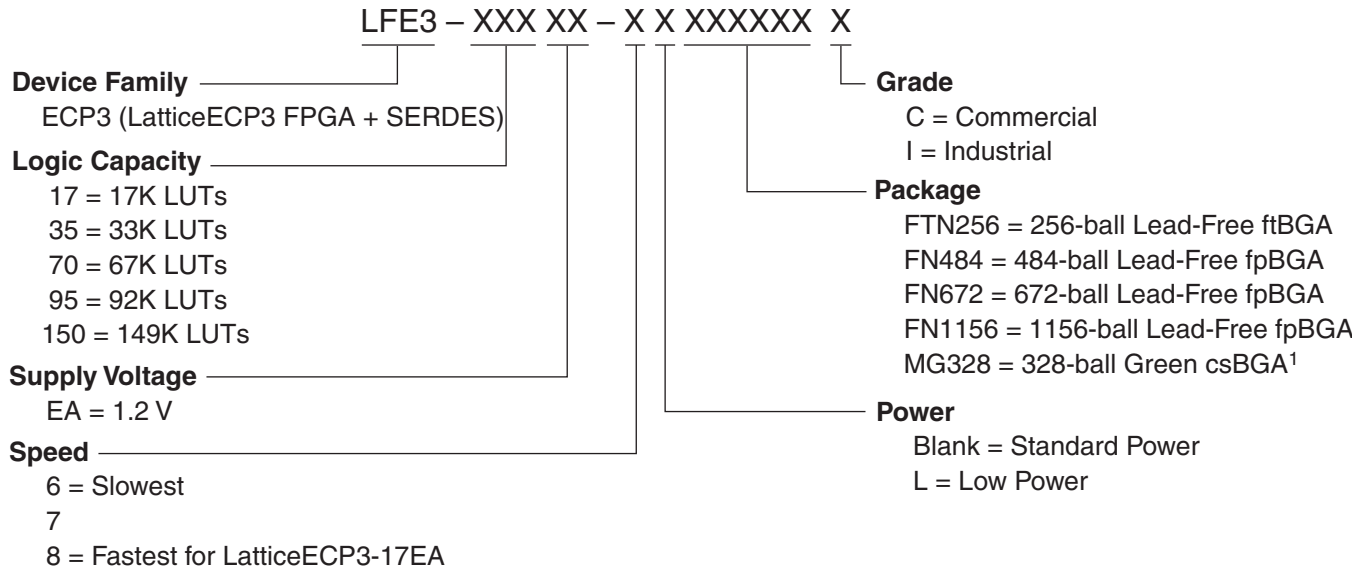 LFE3 – XXX XX – X X XXXXXX X
Device Family
ECP3 (LatticeECP3 FPGA + SERDES)
Logic Capacity
17 = 17K LUTs
35 = 33K LUTs
70 = 67K LUTs
95 = 92K LUTs
150 = 149K LUTs
Supply Voltage
EA = 1.2 V
Speed
6 = Slowest
7
8 = Fastest for LatticeECP3-17EA
Grade
C = Commercial
I = Industrial
Package
FTN256 = 256-ball Lead-Free ftBGA
FN484 = 484-ball Lead-Free fpBGA
FN672 = 672-ball Lead-Free fpBGA
FN1156 = 1156-ball Lead-Free fpBGA
MG328 = 328-ball Green csBGA¹
Power
Blank = Standard Power
L = Low Power